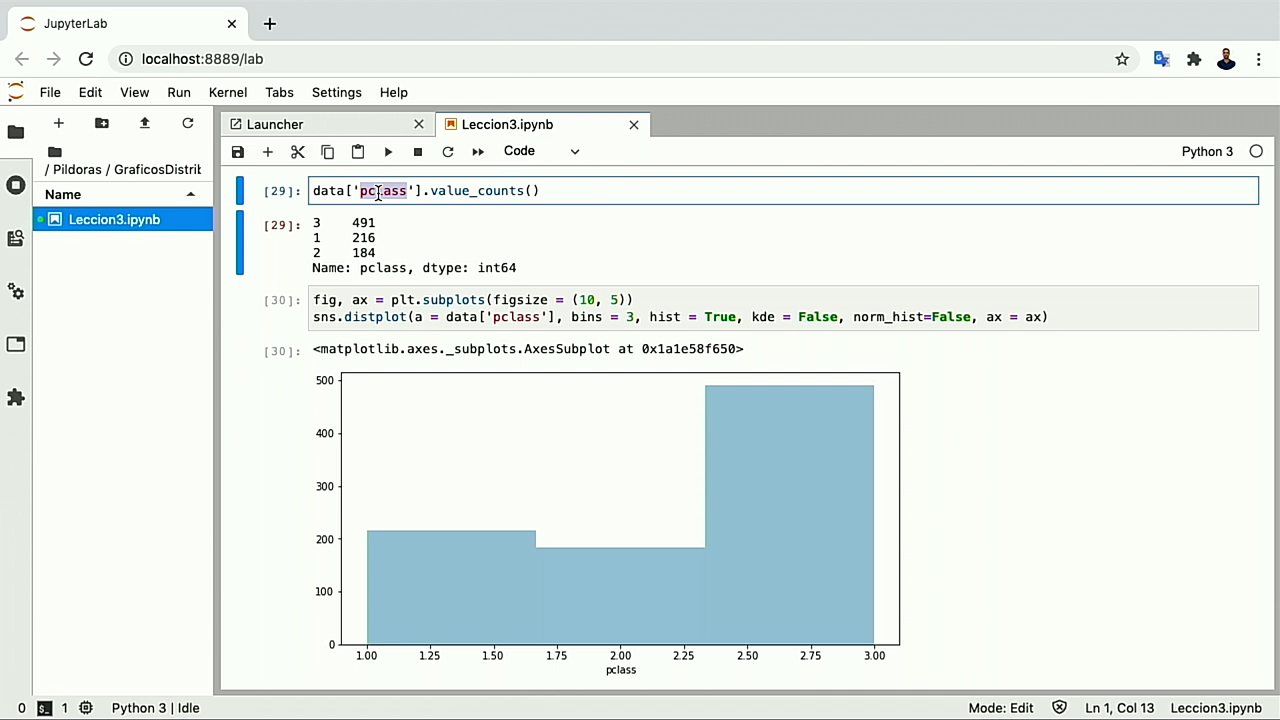 JupyterLab
localhost:8889/lab
File Edit View Run Kernel Tabs Settings Help
Launcher
Leccion3.ipynb
Code
Python 3
/ Pildoras / GraficosDistrib
Name
Leccion3.ipynb
[29]: data['pclass'].value_counts()
[29]: 3 491
1 216
2 184
Name: pclass, dtype: int64
[30]: fig, ax = plt.subplots(figsize = (10, 5))
sns.distplot(a = data['pclass'], bins = 3, hist = True, kde = False, norm_hist=False, ax = ax)
[30]: <matplotlib.axes._subplots.AxesSubplot at 0x1a1e58f650>
500
400
300
200
100
0
1.00 1.25 1.50 1.75 2.00 2.25 2.50 2.75 3.00
pclass
0 $_ 1 Python 3 | Idle Mode: Edit Ln 1, Col 13 Leccion3.ipynb